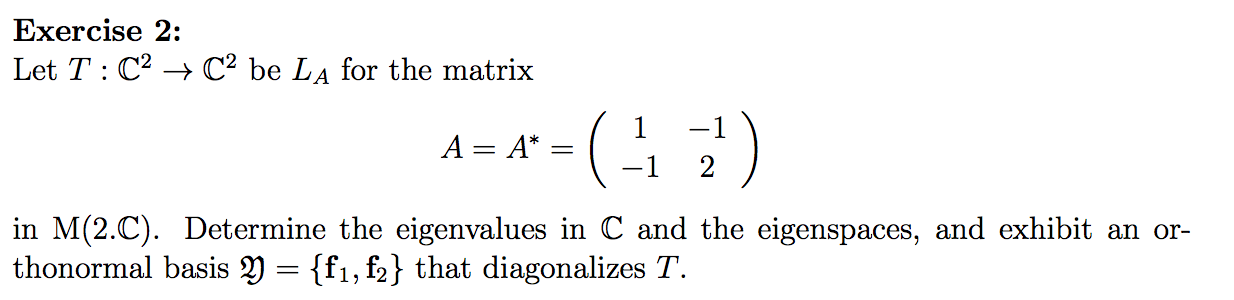 Exercise 2:
Let T : ℂ² → ℂ² be L_A for the matrix
A = A* = ( 1 −1
−1 2 )
in M(2.ℂ). Determine the eigenvalues in ℂ and the eigenspaces, and exhibit an or-
thonormal basis 𝔜 = {f₁, f₂} that diagonalizes T.